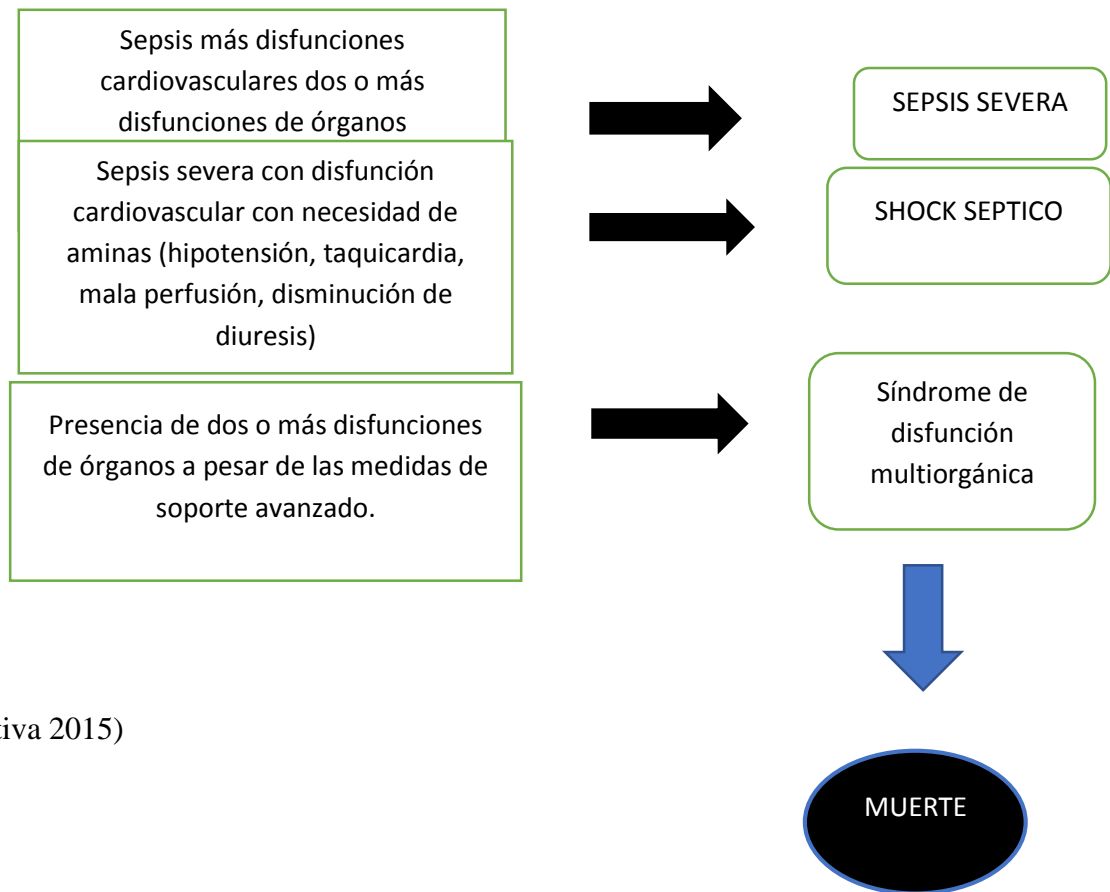 Sepsis más disfunciones
cardiovasculares dos o más
disfunciones de órganos
SEPSIS SEVERA
Sepsis severa con disfunción
cardiovascular con necesidad de
aminas (hipotensión, taquicardia,
mala perfusión, disminución de
diuresis)
SHOCK SEPTICO
Presencia de dos o más disfunciones
de órganos a pesar de las medidas de
soporte avanzado.
Síndrome de
disfunción
multiorgánica
2015)
MUERTE